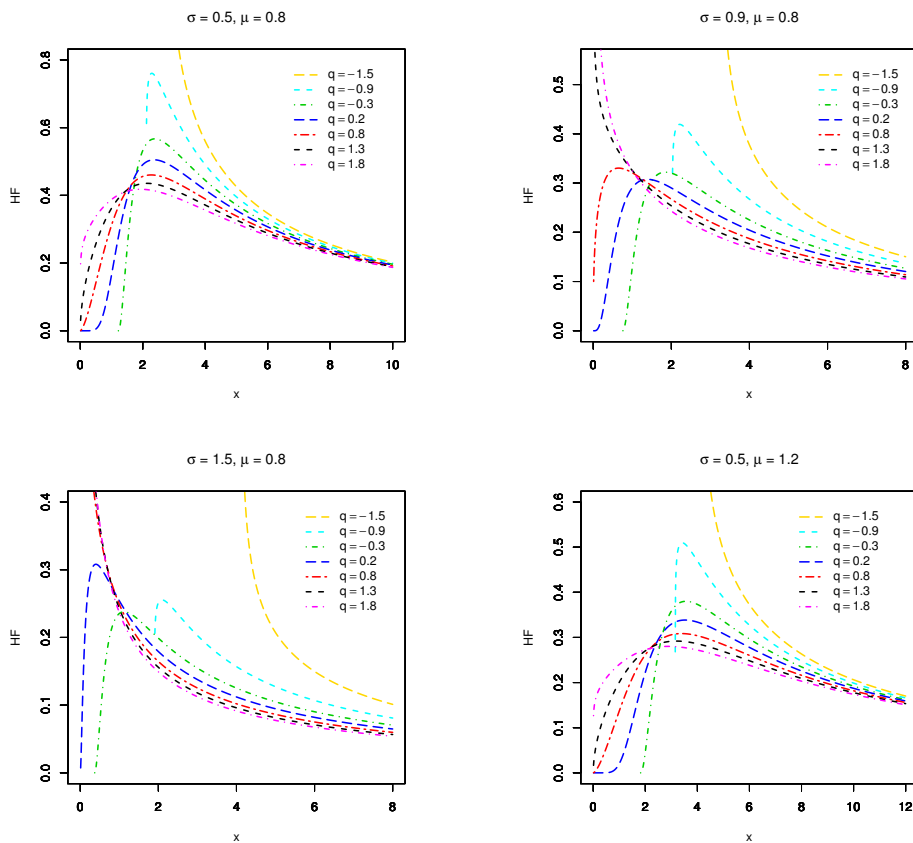 σ = 0.5, μ = 0.8
HF
0.0 0.2 0.4 0.6 0.8
q = −1.5
q = −0.9
q = −0.3
q = 0.2
q = 0.8
q = 1.3
q = 1.8
0 2 4 6 8 10
x
σ = 0.9, μ = 0.8
HF
0.0 0.1 0.2 0.3 0.4 0.5
q = −1.5
q = −0.9
q = −0.3
q = 0.2
q = 0.8
q = 1.3
q = 1.8
0 2 4 6 8
x
σ = 1.5, μ = 0.8
HF
0.0 0.1 0.2 0.3 0.4
q = −1.5
q = −0.9
q = −0.3
q = 0.2
q = 0.8
q = 1.3
q = 1.8
0 2 4 6 8
x
σ = 0.5, μ = 1.2
HF
0.0 0.1 0.2 0.3 0.4 0.5 0.6
q = −1.5
q = −0.9
q = −0.3
q = 0.2
q = 0.8
q = 1.3
q = 1.8
0 2 4 6 8 10 12
x